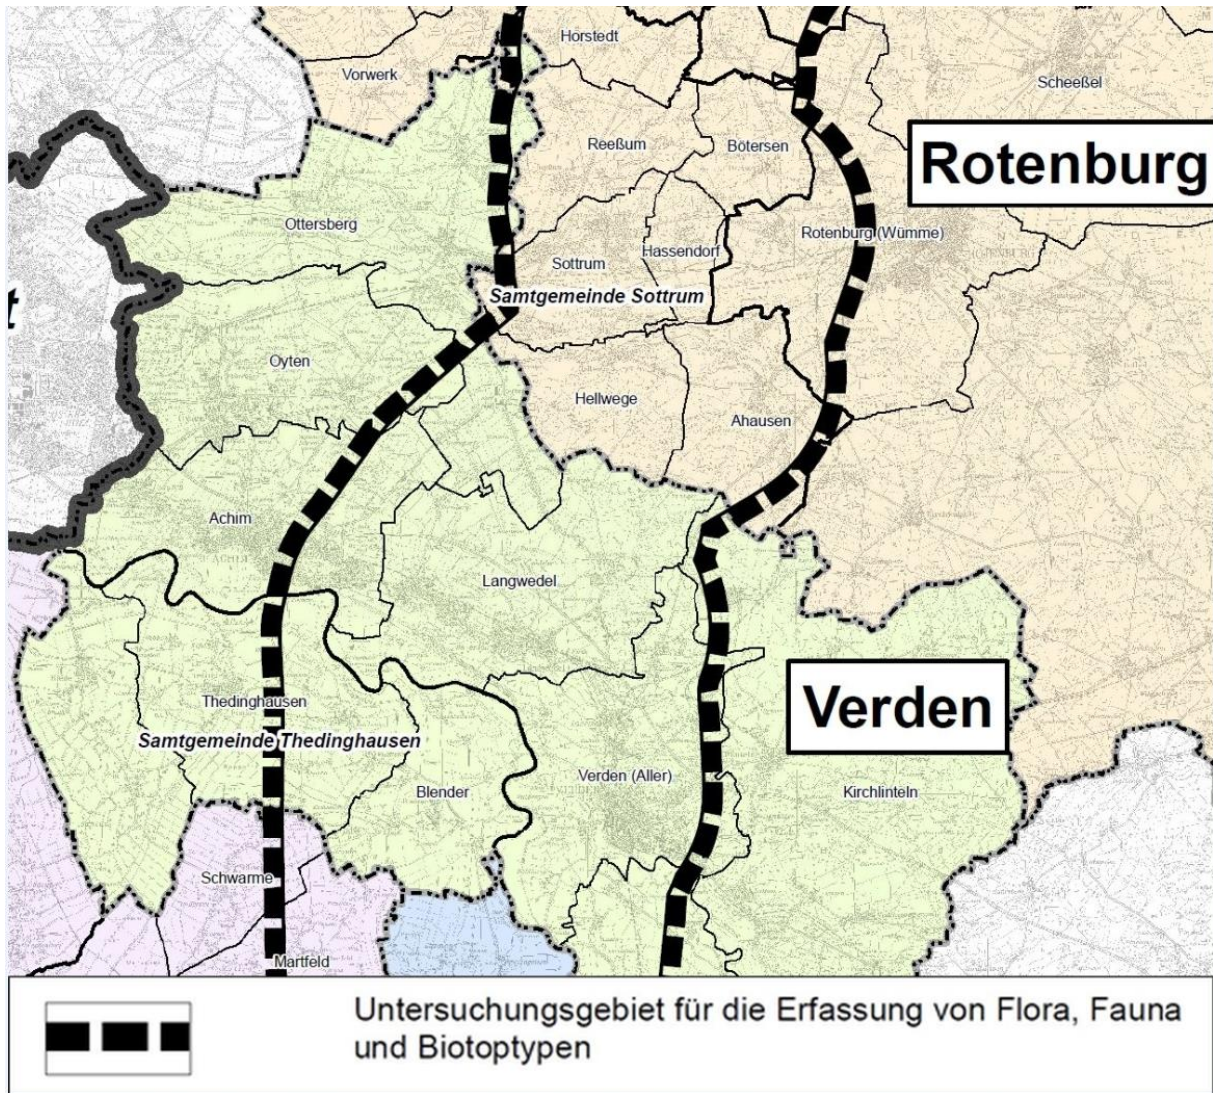 Horstedt
Vorwerk
Scheeßel
Reeßum
Bötersen
Rotenburg
Ottersberg
Rotenburg (Wümme)
Sottrum
Hassendorf
Samtgemeinde Sottrum
t
Oyten
Hellwege
Ahausen
Achim
Langwedel
Thedinghausen
Verden
Samtgemeinde Thedinghausen
Verden (Aller)
Blender
Kirchlinteln
Schwarme
Martfeld
Untersuchungsgebiet für die Erfassung von Flora, Fauna
und Biotoptypen